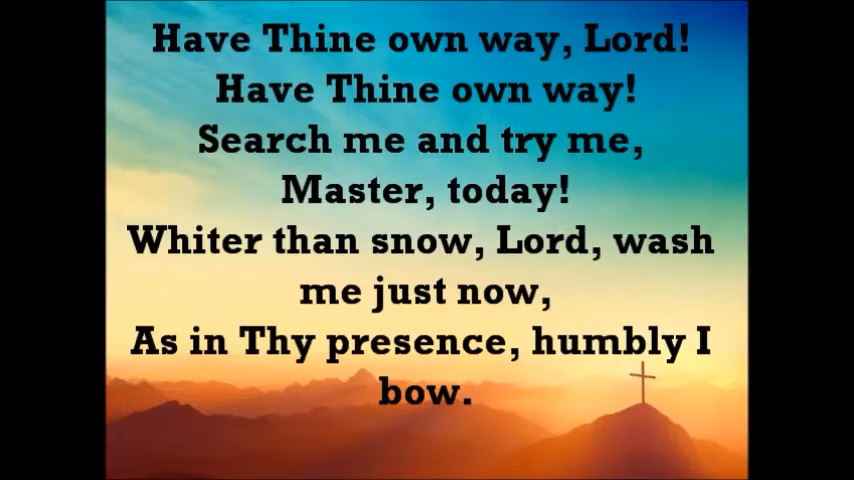 Have Thine own way, Lord!
Have Thine own way!
Search me and try me,
Master, today!
Whiter than snow, Lord, wash
me just now,
As in Thy presence, humbly I
bow.